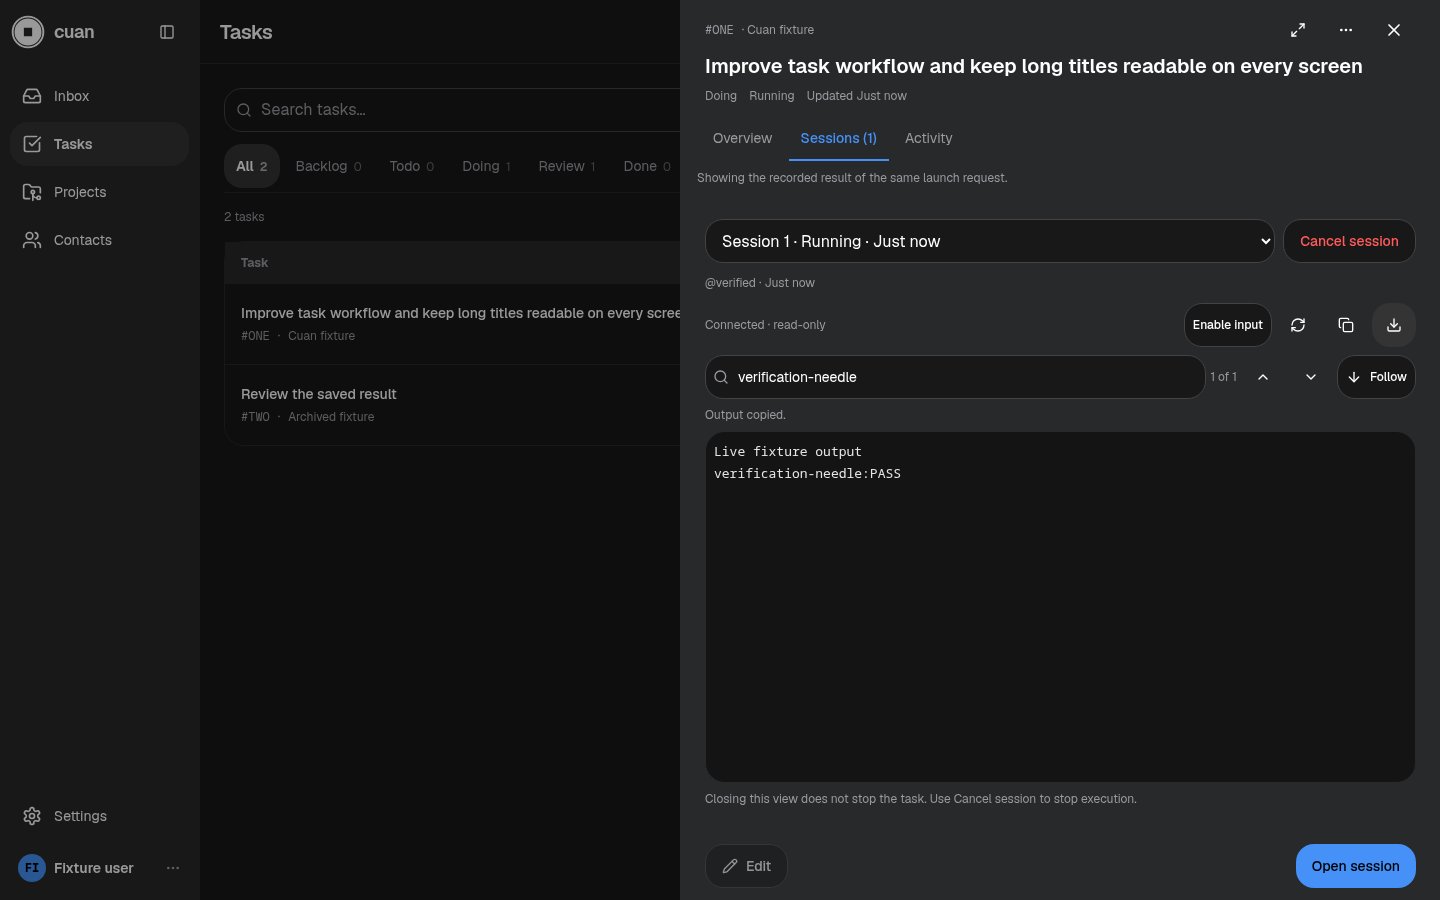 cuan
Inbox
Tasks
Projects
Contacts
Settings
FI Fixture user
Tasks
Search tasks...
All 2 Backlog 0 Todo 0 Doing 1 Review 1 Done 0
2 tasks
Task
Improve task workflow and keep long titles readable on every scree
#ONE · Cuan fixture
Review the saved result
#TWO · Archived fixture
#ONE · Cuan fixture
Improve task workflow and keep long titles readable on every screen
Doing Running Updated Just now
Overview Sessions (1) Activity
Showing the recorded result of the same launch request.
Session 1 · Running · Just now Cancel session
@verified · Just now
Connected · read-only Enable input
verification-needle 1 of 1 Follow
Output copied.
Live fixture output
verification-needle:PASS
Closing this view does not stop the task. Use Cancel session to stop execution.
Edit Open session